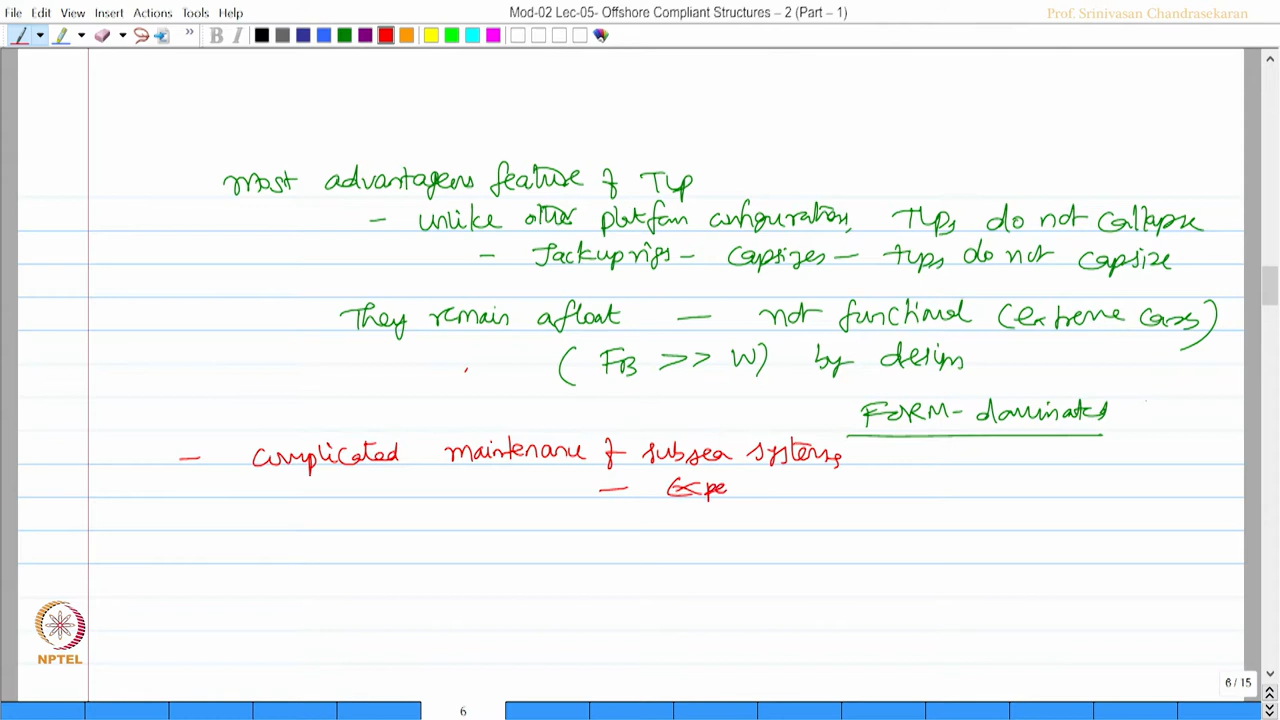 File Edit View Insert Actions Tools Help
Mod-02 Lec-05- Offshore Compliant Structures – 2 (Part – 1)
Prof. Srinivasan Chandrasekaran
B I
most advantageous feature of TLP
- unlike other platform configurations, TLPs do not collapse
- Jackup rigs - capsizes - TLPs do not capsize
They remain afloat - not functional (extreme cases)
( FB >> W) by design
FORM-dominated
- complicated maintenance of subsea systems
- Expe
NPTEL
6 / 15
6